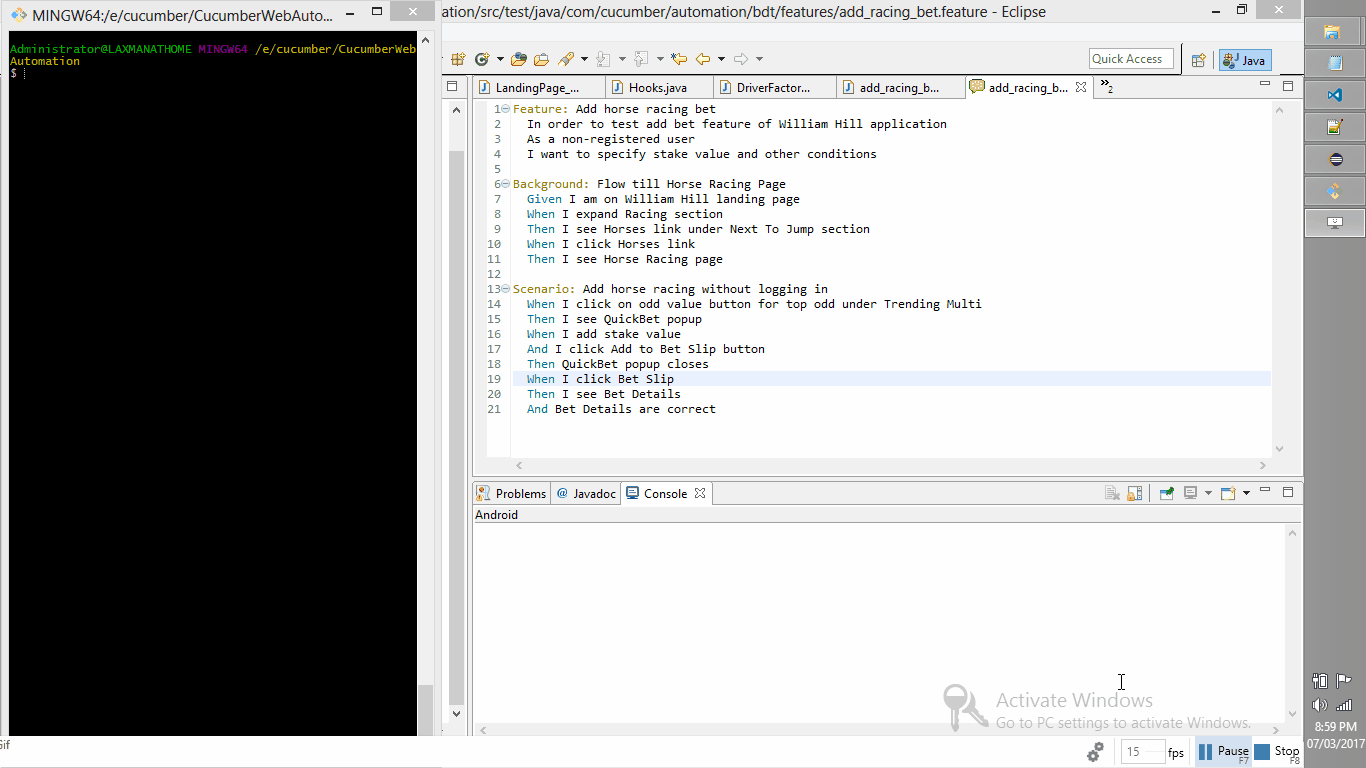 MINGW64:/e/cucumber/CucumberWebAuto...
ation/src/test/java/com/cucumber/automation/bdt/features/add_racing_bet.feature - Eclipse
Administrator@LAXMANATHOME MINGW64 /e/cucumber/CucumberWeb
Automation
$
Quick Access
Java
LandingPage_...
Hooks.java
DriverFactor...
add_racing_b...
add_racing_b...
»2
1 Feature: Add horse racing bet
2 In order to test add bet feature of William Hill application
3 As a non-registered user
4 I want to specify stake value and other conditions
5
6 Background: Flow till Horse Racing Page
7 Given I am on William Hill landing page
8 When I expand Racing section
9 Then I see Horses link under Next To Jump section
10 When I click Horses link
11 Then I see Horse Racing page
12
13 Scenario: Add horse racing without logging in
14 When I click on odd value button for top odd under Trending Multi
15 Then I see QuickBet popup
16 When I add stake value
17 And I click Add to Bet Slip button
18 Then QuickBet popup closes
19 When I click Bet Slip
20 Then I see Bet Details
21 And Bet Details are correct
Problems
@ Javadoc
Console
Android
Activate Windows
Go to PC settings to activate Windows.
8:59 PM
07/03/2017
Gif
15
fps
Pause
F7
Stop
F8